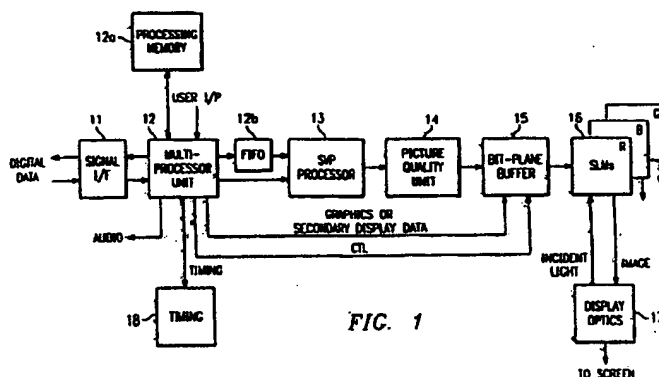 12a
PROCESSING
MEMORY
USER I/P
11
12
12b
13
14
15
16
DIGITAL
DATA
SIGNAL
I/F
MULTI-
PROCESSOR
UNIT
FIFO
SVP
PROCESSOR
PICTURE
QUALITY
UNIT
BIT-PLANE
BUFFER
SLMs
R
B
G
GRAPHICS OR
SECONDARY DISPLAY DATA
CTL
AUDIO
TIMING
INCIDENT
LIGHT
IMAGE
18
TIMING
DISPLAY
OPTICS
FIG. 1
TO SCREEN